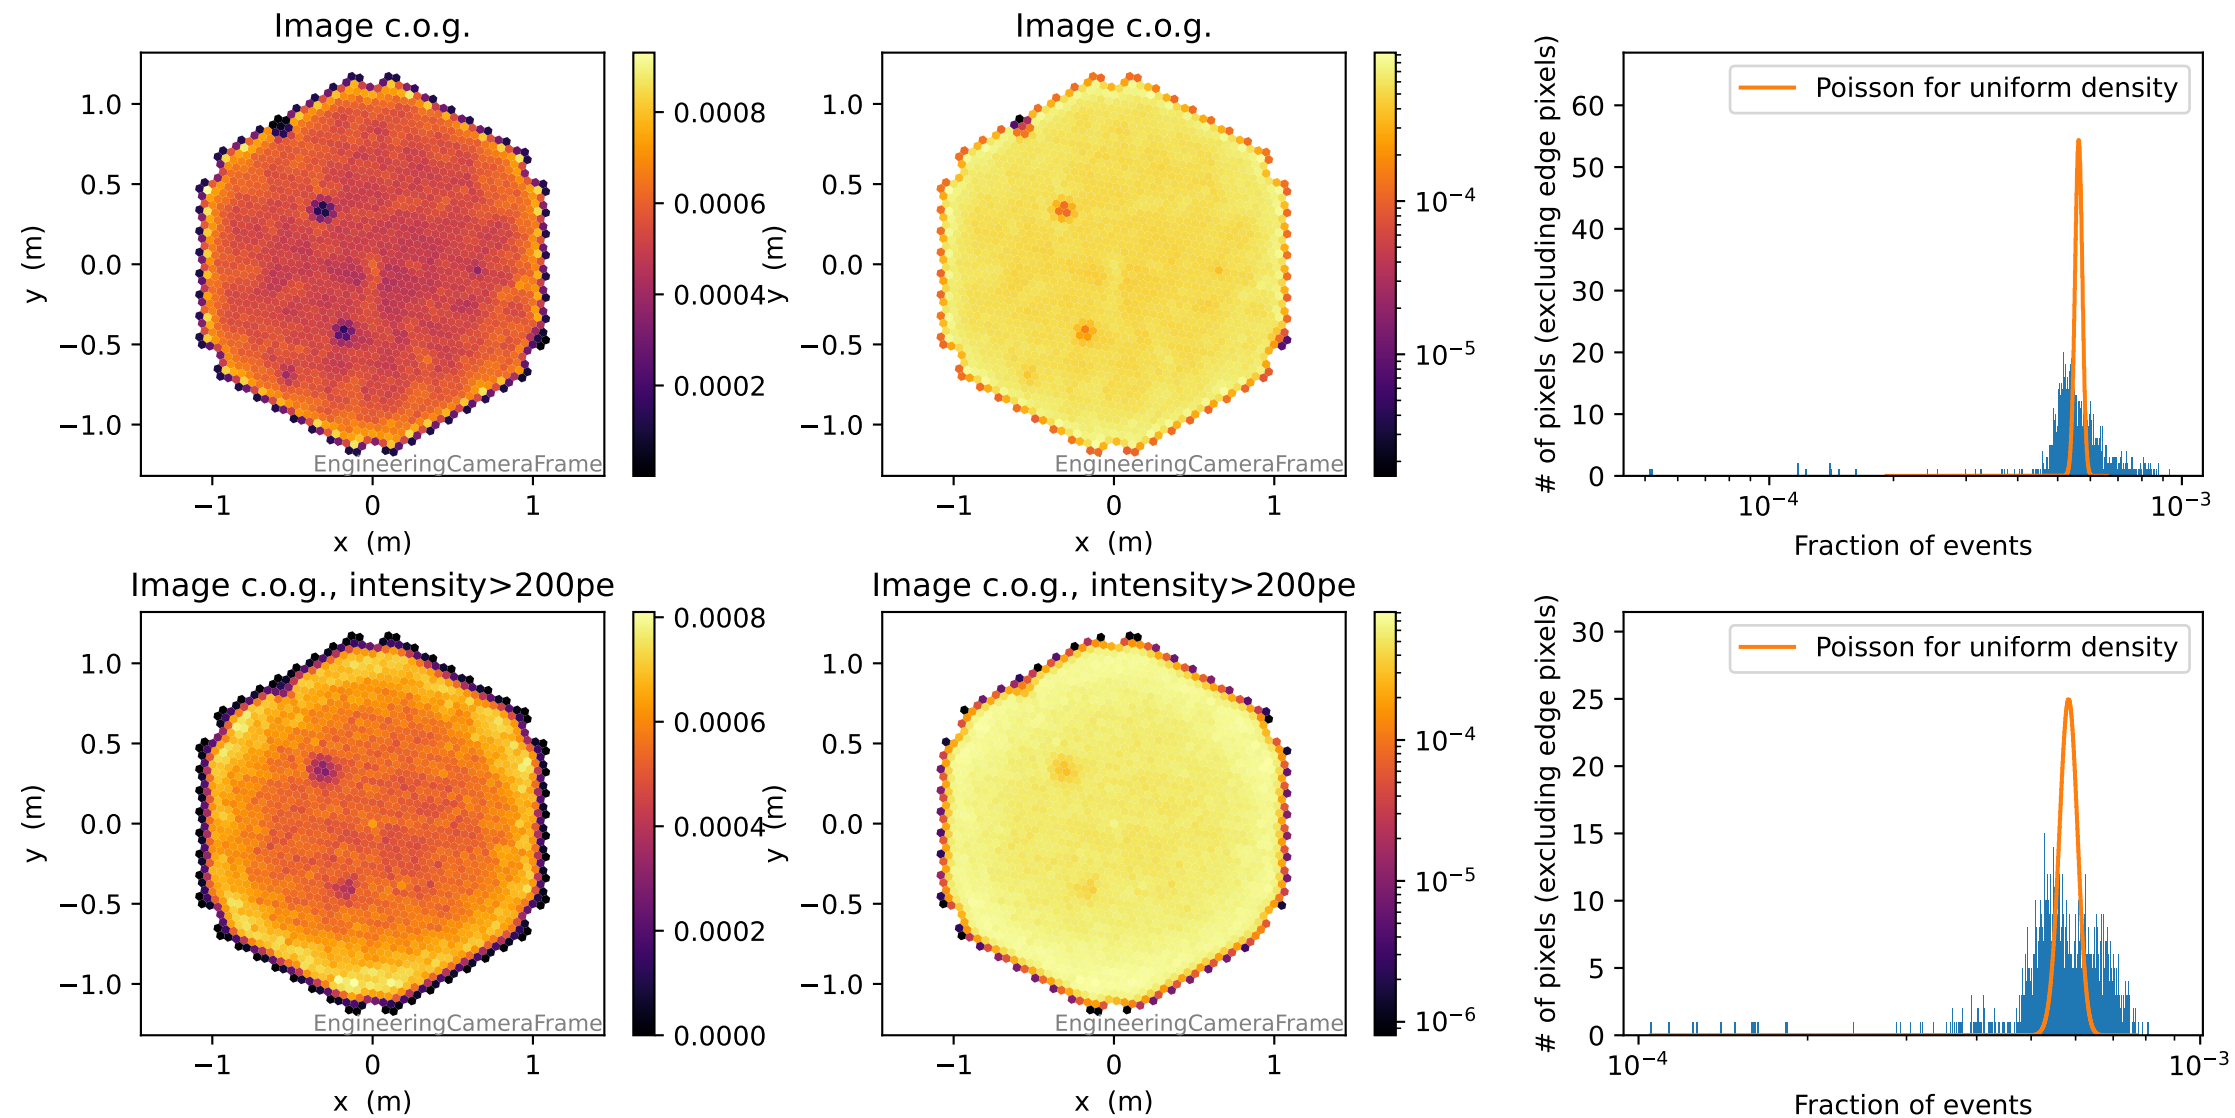 Image c.o.g.
1.0
0.5
0.0
−0.5
−1.0
y (m)
−1
0
1
x (m)
EngineeringCameraFrame
0.0008
0.0006
0.0004
0.0002
Image c.o.g.
1.0
0.5
0.0
−0.5
−1.0
y (m)
−1
0
1
x (m)
EngineeringCameraFrame
10−4
10−5
# of pixels (excluding edge pixels)
60
50
40
30
20
10
0
Poisson for uniform density
10−4
10−3
Fraction of events
Image c.o.g., intensity>200pe
1.0
0.5
0.0
−0.5
−1.0
y (m)
−1
0
1
x (m)
EngineeringCameraFrame
0.0008
0.0006
0.0004
0.0002
0.0000
Image c.o.g., intensity>200pe
1.0
0.5
0.0
−0.5
−1.0
y (m)
−1
0
1
x (m)
EngineeringCameraFrame
10−4
10−5
10−6
# of pixels (excluding edge pixels)
30
25
20
15
10
5
0
Poisson for uniform density
10−4
10−3
Fraction of events